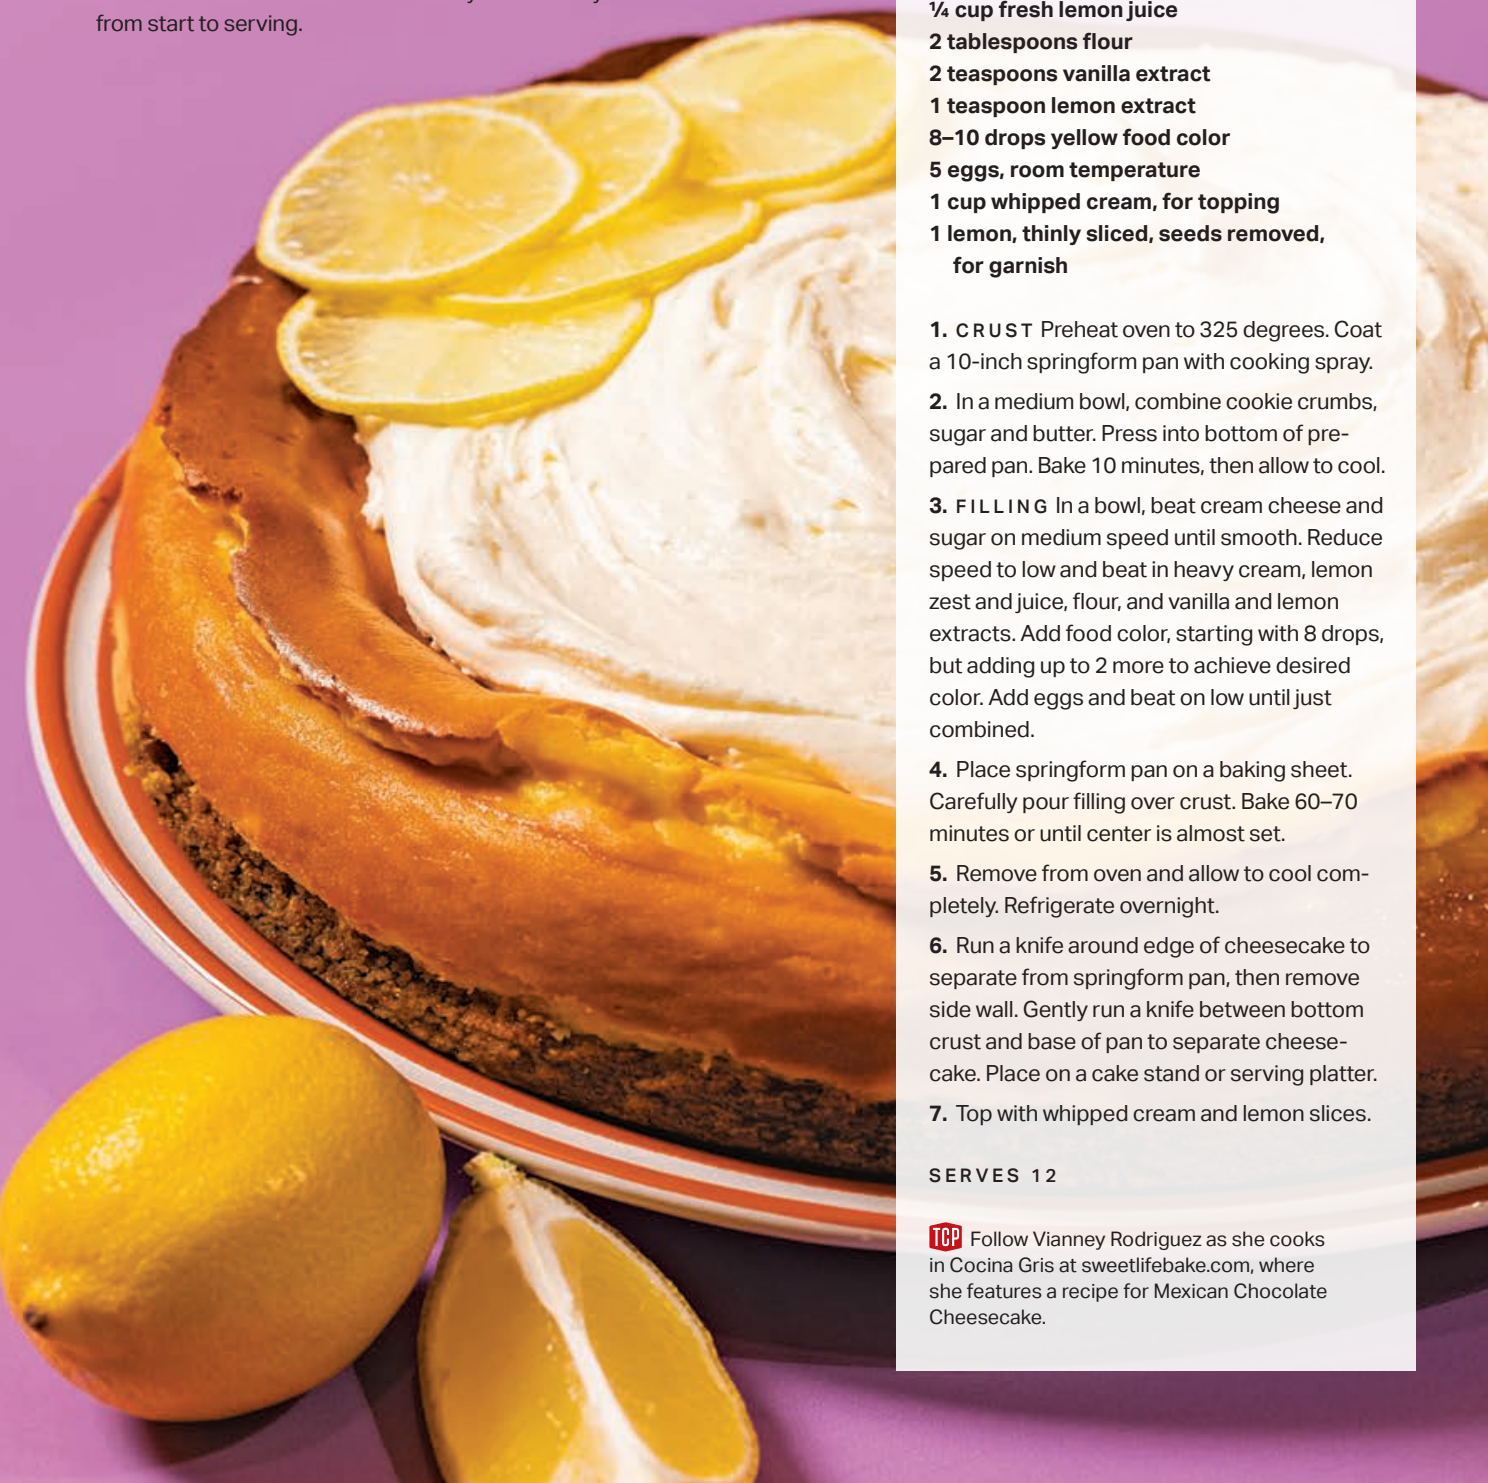 from start to serving.
¼ cup fresh lemon juice
2 tablespoons flour
2 teaspoons vanilla extract
1 teaspoon lemon extract
8–10 drops yellow food color
5 eggs, room temperature
1 cup whipped cream, for topping
1 lemon, thinly sliced, seeds removed,
for garnish
1. CRUST Preheat oven to 325 degrees. Coat
a 10-inch springform pan with cooking spray.
2. In a medium bowl, combine cookie crumbs,
sugar and butter. Press into bottom of pre-
pared pan. Bake 10 minutes, then allow to cool.
3. FILLING In a bowl, beat cream cheese and
sugar on medium speed until smooth. Reduce
speed to low and beat in heavy cream, lemon
zest and juice, flour, and vanilla and lemon
extracts. Add food color, starting with 8 drops,
but adding up to 2 more to achieve desired
color. Add eggs and beat on low until just
combined.
4. Place springform pan on a baking sheet.
Carefully pour filling over crust. Bake 60–70
minutes or until center is almost set.
5. Remove from oven and allow to cool com-
pletely. Refrigerate overnight.
6. Run a knife around edge of cheesecake to
separate from springform pan, then remove
side wall. Gently run a knife between bottom
crust and base of pan to separate cheese-
cake. Place on a cake stand or serving platter.
7. Top with whipped cream and lemon slices.
SERVES 12
TCP Follow Vianney Rodriguez as she cooks
in Cocina Gris at sweetlifebake.com, where
she features a recipe for Mexican Chocolate
Cheesecake.